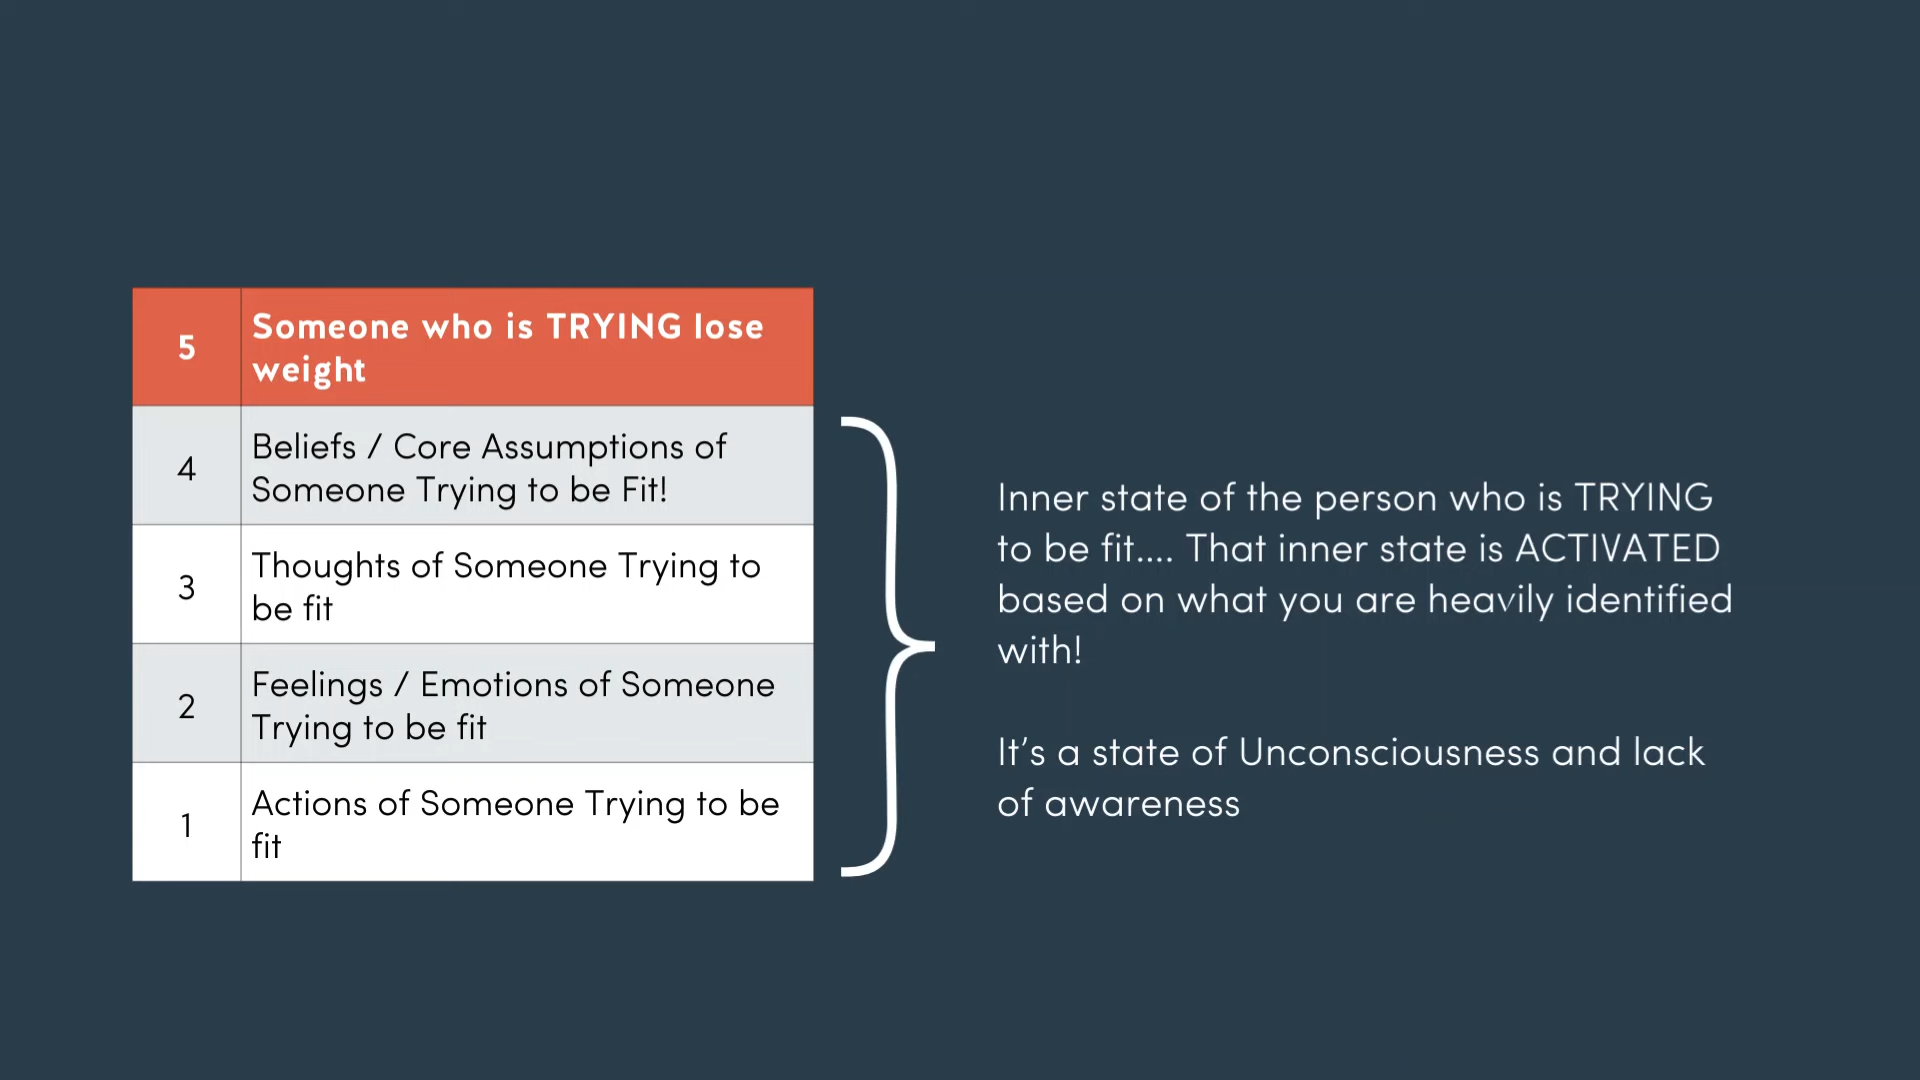 5
Someone who is TRYING lose
weight
4
Beliefs / Core Assumptions of
Someone Trying to be Fit!
3
Thoughts of Someone Trying to
be fit
2
Feelings / Emotions of Someone
Trying to be fit
1
Actions of Someone Trying to be
fit
Inner state of the person who is TRYING
to be fit.... That inner state is ACTIVATED
based on what you are heavily identified
with!
It’s a state of Unconsciousness and lack
of awareness